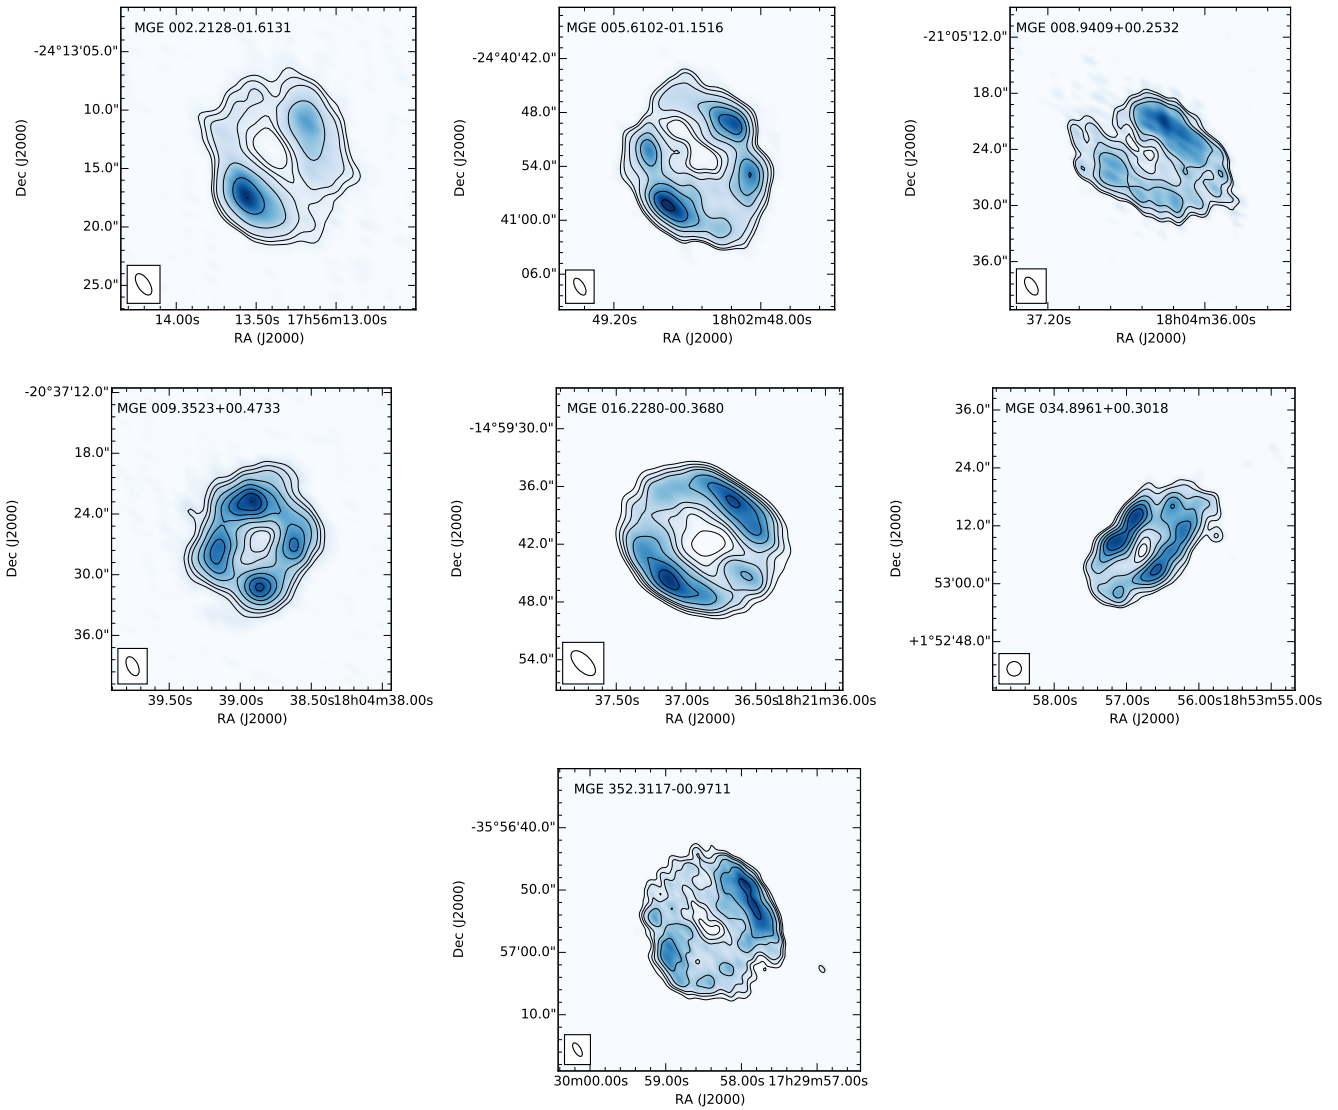 MGE 002.2128-01.6131
-24°13'05.0"
10.0"
15.0"
20.0"
25.0"
Dec (J2000)
14.00s 13.50s 17h56m13.00s
RA (J2000)
MGE 005.6102-01.1516
-24°40'42.0"
48.0"
54.0"
41'00.0"
06.0"
Dec (J2000)
49.20s 18h02m48.00s
RA (J2000)
MGE 008.9409+00.2532
-21°05'12.0"
18.0"
24.0"
30.0"
36.0"
Dec (J2000)
37.20s 18h04m36.00s
RA (J2000)
MGE 009.3523+00.4733
-20°37'12.0"
18.0"
24.0"
30.0"
36.0"
Dec (J2000)
39.50s 39.00s 38.50s18h04m38.00s
RA (J2000)
MGE 016.2280-00.3680
-14°59'30.0"
36.0"
42.0"
48.0"
54.0"
Dec (J2000)
37.50s 37.00s 36.50s18h21m36.00s
RA (J2000)
MGE 034.8961+00.3018
36.0"
24.0"
12.0"
53'00.0"
+1°52'48.0"
Dec (J2000)
58.00s 57.00s 56.00s18h53m55.00s
RA (J2000)
MGE 352.3117-00.9711
-35°56'40.0"
50.0"
57'00.0"
10.0"
Dec (J2000)
30m00.00s 59.00s 58.00s 17h29m57.00s
RA (J2000)